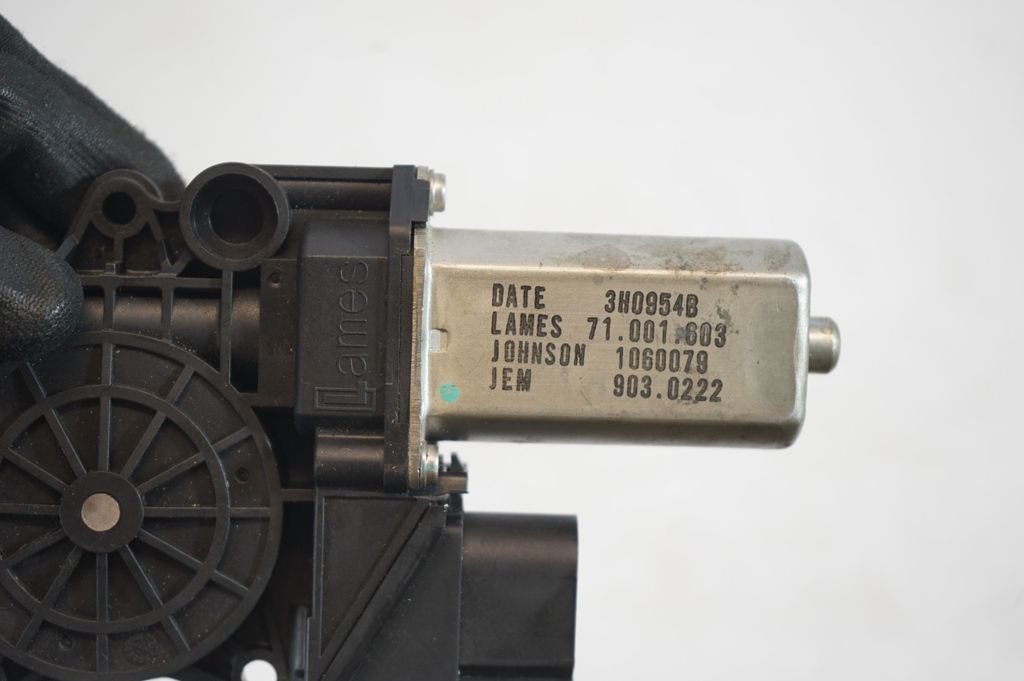 Lames
DATE 3H0954B
LAMES 71.001.603
JOHNSON 1060079
JEM 903.0222